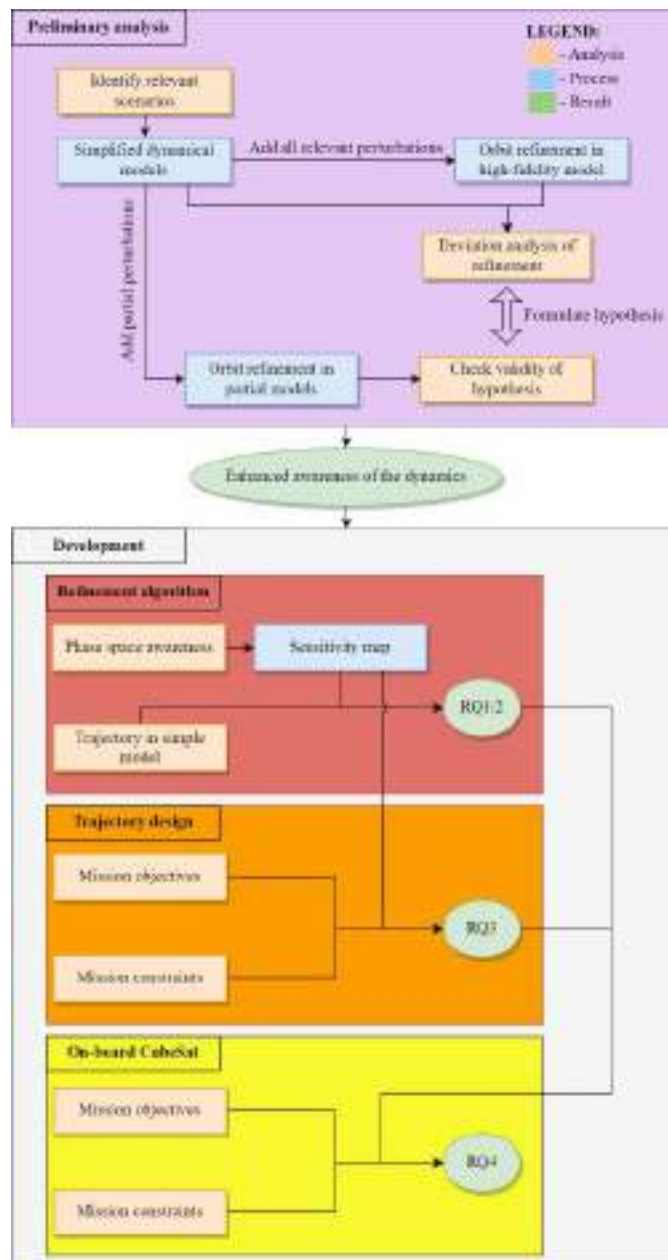 Preliminary analysis
LEGEND:
- Analysis
- Process
- Result
Identify relevant
scenarios
Simplified dynamical
models
Add all relevant perturbations
Orbit refinement in
high-fidelity model
Deviation analysis of
refinement
Add partial perturbations
Formulate hypothesis
Orbit refinement in
partial models
Check validity of
hypothesis
Enhanced awareness of the dynamics
Development
Refinement algorithm
Phase space awareness
Sensitivity map
RQ1/2
Trajectory in simple
model
Trajectory design
Mission objectives
RQ3
Mission constraints
On-board CubeSat
Mission objectives
RQ4
Mission constraints